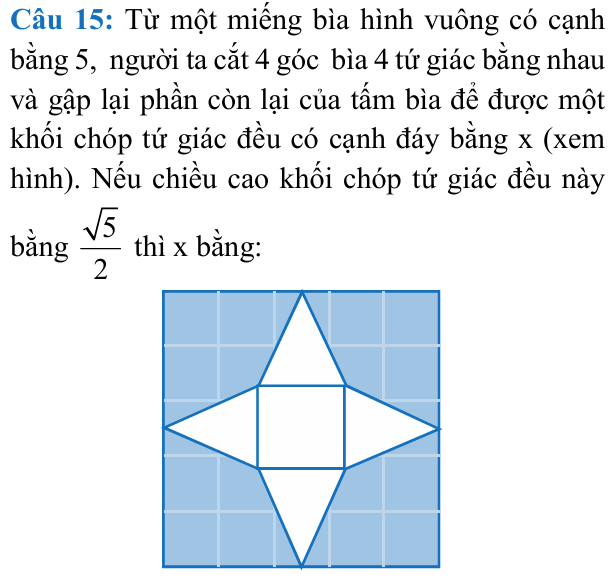 Câu 15: Từ một miếng bìa hình vuông có cạnh
bằng 5, người ta cắt 4 góc bìa 4 tứ giác bằng nhau
và gập lại phần còn lại của tấm bìa để được một
khối chóp tứ giác đều có cạnh đáy bằng x (xem
hình). Nếu chiều cao khối chóp tứ giác đều này
bằng √5/2 thì x bằng: